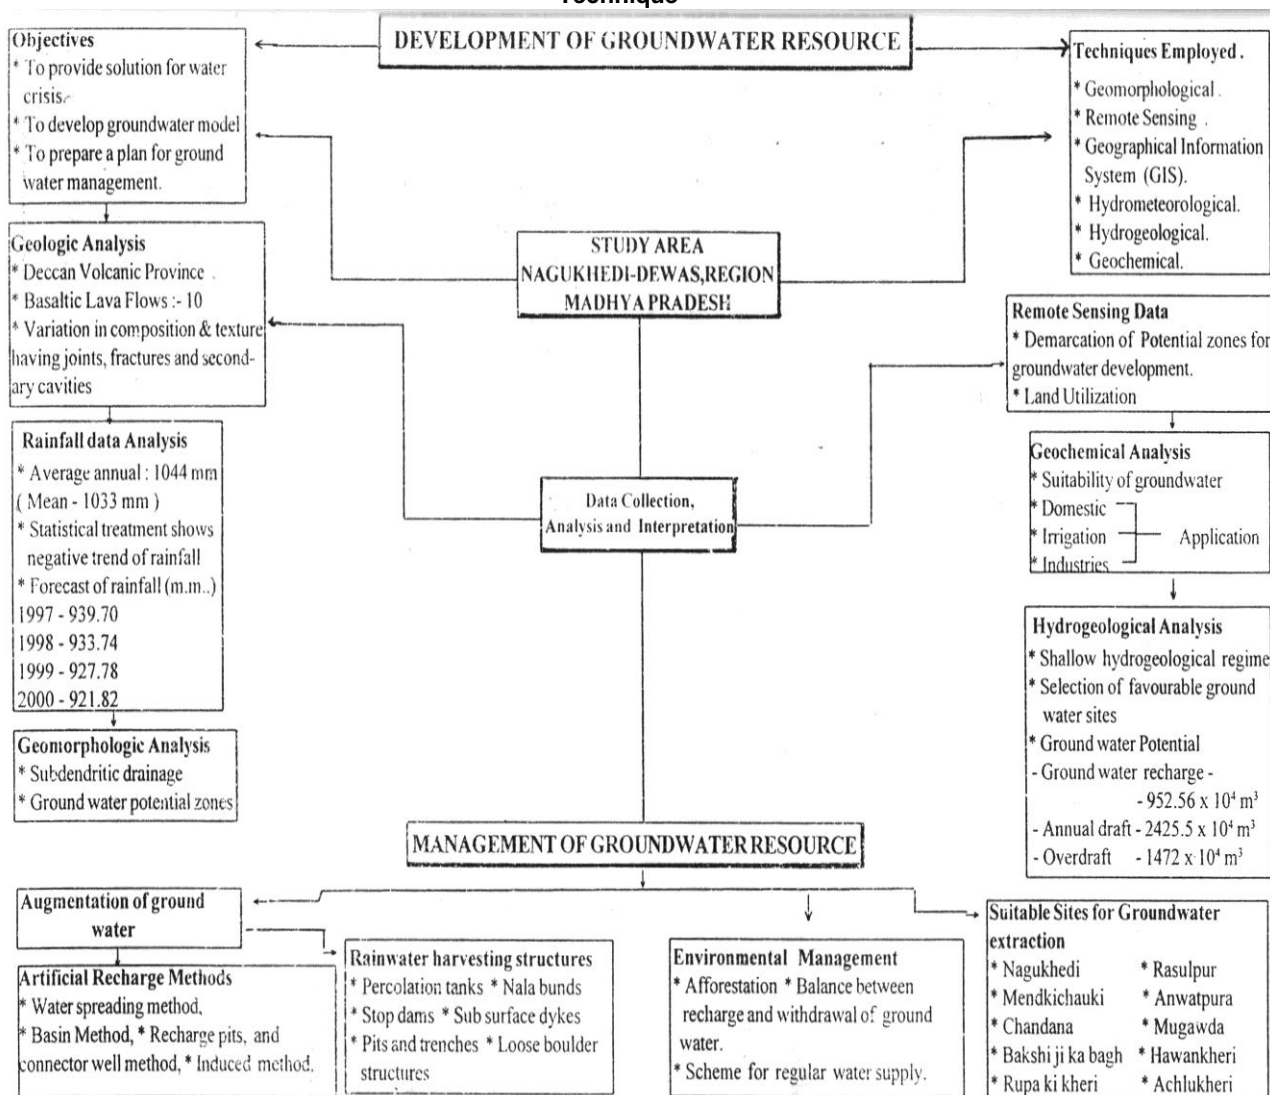 Technique
DEVELOPMENT OF GROUNDWATER RESOURCE
Objectives
* To provide solution for water
crisis.
* To develop groundwater model
* To prepare a plan for ground
water management.
Techniques Employed .
* Geomorphological .
* Remote Sensing .
* Geographical Information
System (GIS).
* Hydrometeorological.
* Hydrogeological.
* Geochemical.
STUDY AREA
NAGUKHEDI-DEWAS,REGION
MADHYA PRADESH
Geologic Analysis
* Deccan Volcanic Province .
* Basaltic Lava Flows :- 10
* Variation in composition & texture
having joints, fractures and second-
ary cavities
Remote Sensing Data
* Demarcation of Potential zones for
groundwater development.
* Land Utilization
Rainfall data Analysis
* Average annual : 1044 mm
( Mean - 1033 mm )
* Statistical treatment shows
negative trend of rainfall
* Forecast of rainfall (m.m..)
1997 - 939.70
1998 - 933.74
1999 - 927.78
2000 - 921.82
Data Collection,
Analysis and Interpretation
Geochemical Analysis
* Suitability of groundwater
* Domestic
* Irrigation Application
* Industries
Hydrogeological Analysis
* Shallow hydrogeological regime
* Selection of favourable ground
water sites
* Ground water Potential
- Ground water recharge -
- 952.56 x 10⁴ m³
- Annual draft - 2425.5 x 10⁴ m³
- Overdraft - 1472 x 10⁴ m³
Geomorphologic Analysis
* Subdendritic drainage
* Ground water potential zones
MANAGEMENT OF GROUNDWATER RESOURCE
Augmentation of ground
water
Artificial Recharge Methods
* Water spreading method,
* Basin Method, * Recharge pits, and
connector well method, * Induced method.
Rainwater harvesting structures
* Percolation tanks * Nala bunds
* Stop dams * Sub surface dykes
* Pits and trenches * Loose boulder
structures
Environmental Management
* Afforestation * Balance between
recharge and withdrawal of ground
water.
* Scheme for regular water supply.
Suitable Sites for Groundwater
extraction
* Nagukhedi * Rasulpur
* Mendkichauki * Anwatpura
* Chandana * Mugawda
* Bakshi ji ka bagh * Hawankheri
* Rupa ki kheri * Achlukheri